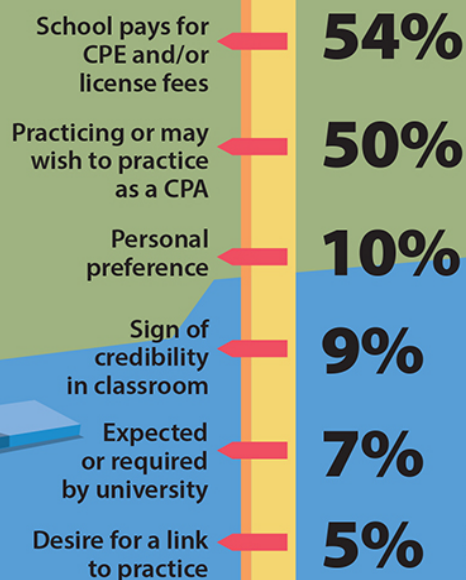 School pays for
CPE and/or
license fees
54%
Practicing or may
wish to practice
as a CPA
50%
Personal
preference
10%
Sign of
credibility
in classroom
9%
Expected
or required
by university
7%
Desire for a link
to practice
5%